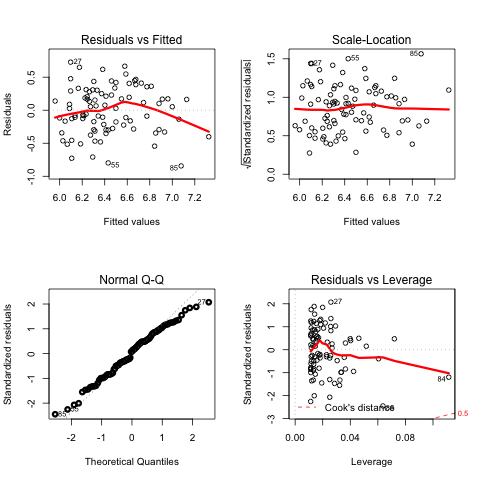 Residuals vs Fitted
Residuals
-1.0 -0.5 0.0 0.5
27
55
85
6.0 6.2 6.4 6.6 6.8 7.0 7.2
Fitted values
Scale-Location
√|Standardized residuals|
0.0 0.5 1.0 1.5
27
55
85
6.0 6.2 6.4 6.6 6.8 7.0 7.2
Fitted values
Normal Q-Q
Standardized residuals
-2 -1 0 1 2
27
55
85
-2 -1 0 1 2
Theoretical Quantiles
Residuals vs Leverage
Standardized residuals
-3 -2 -1 0 1 2
27
84
Cook's distance
0.5
0.00 0.04 0.08
Leverage